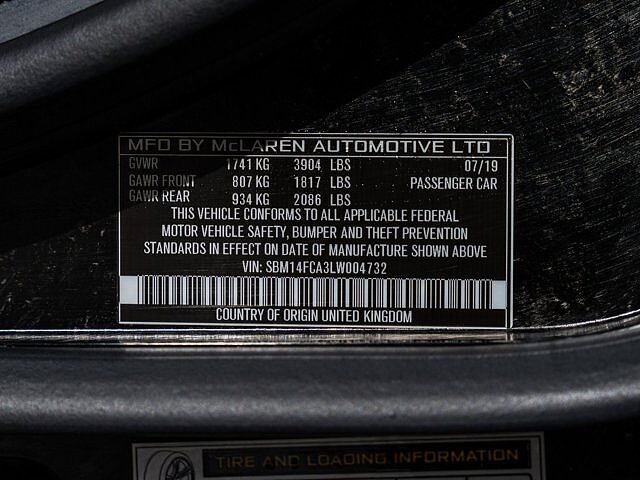 MFD BY McLAREN AUTOMOTIVE LTD
GVWR 1741 KG 3904 LBS 07/19
GAWR FRONT 807 KG 1817 LBS PASSENGER CAR
GAWR REAR 934 KG 2086 LBS
THIS VEHICLE CONFORMS TO ALL APPLICABLE FEDERAL
MOTOR VEHICLE SAFETY, BUMPER AND THEFT PREVENTION
STANDARDS IN EFFECT ON DATE OF MANUFACTURE SHOWN ABOVE
VIN: SBM14FCA3LW004732
COUNTRY OF ORIGIN UNITED KINGDOM
TIRE AND LOADING INFORMATION